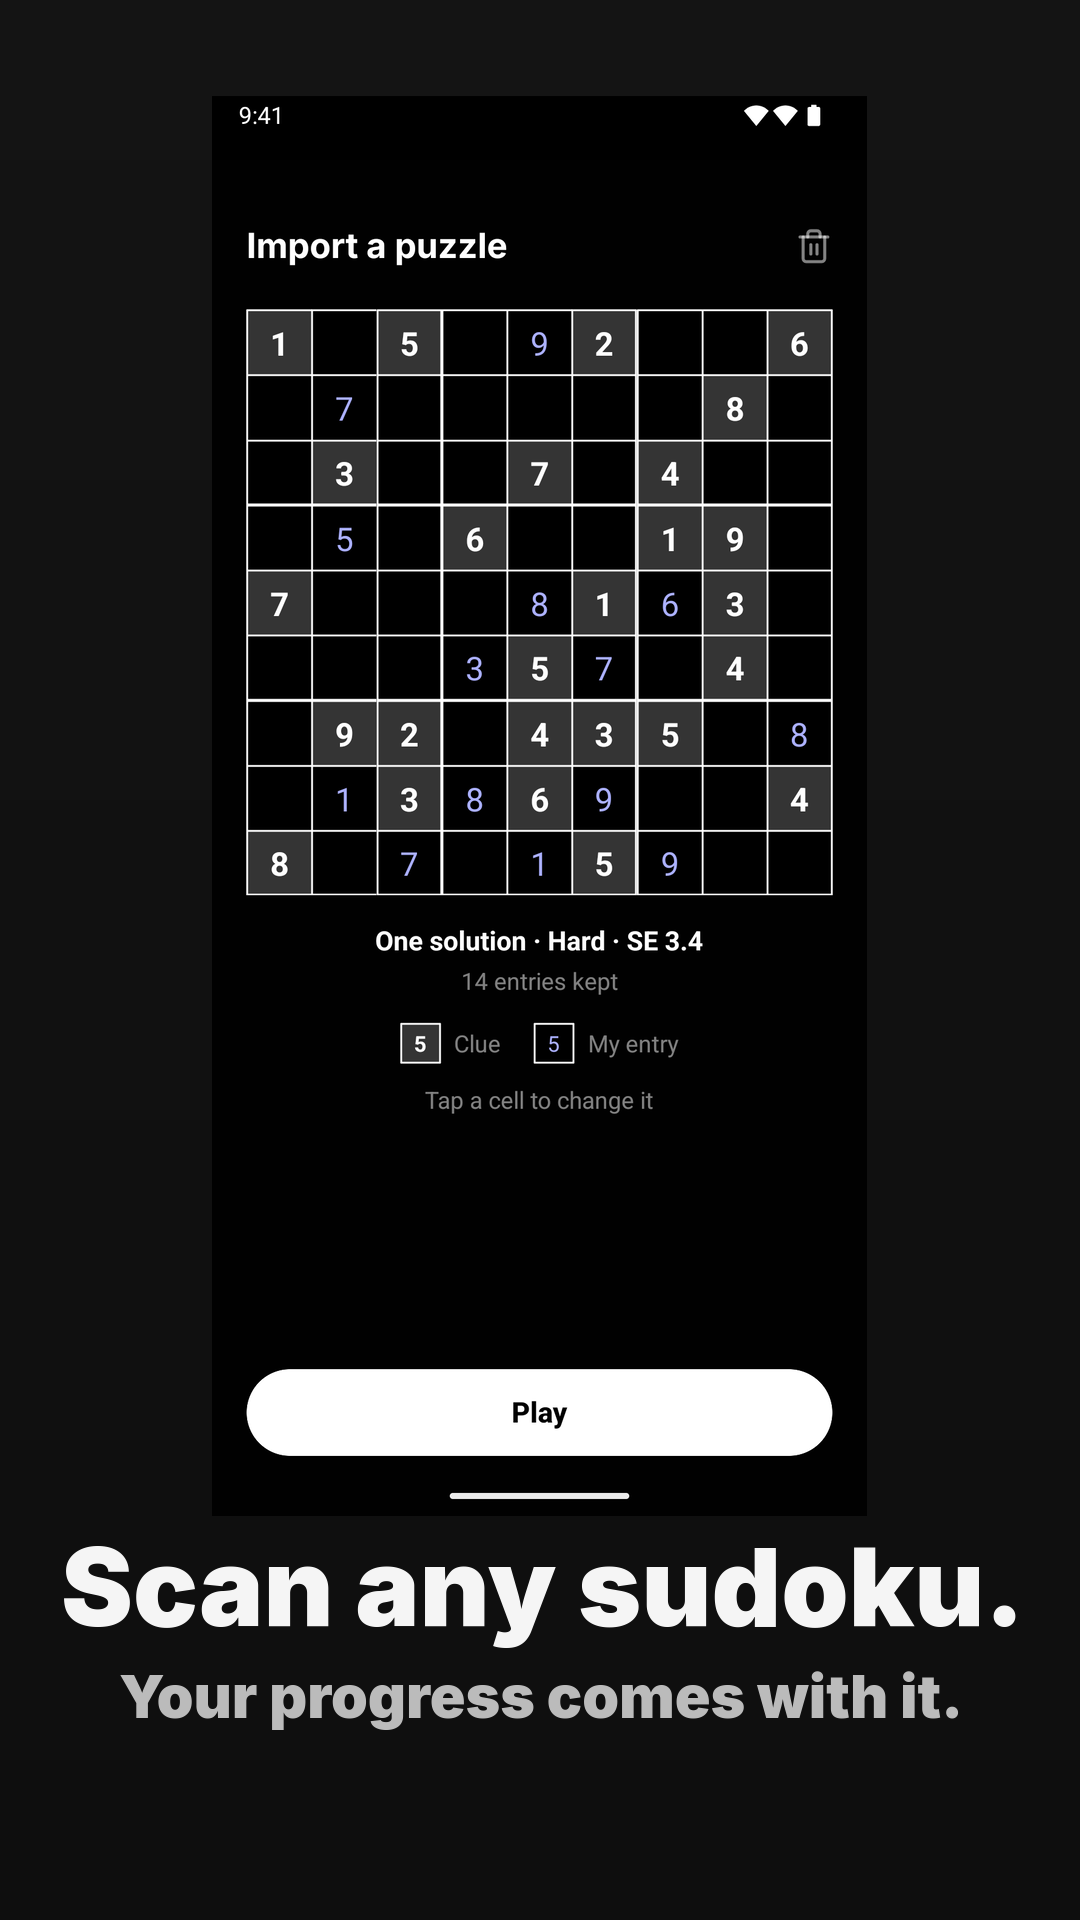 9:41
Import a puzzle
1 5 9 2 6
7 8
3 7 4
5 6 1 9
7 8 1 6 3
3 5 7 4
9 2 4 3 5 8
1 3 8 6 9 4
8 7 1 5 9
One solution · Hard · SE 3.4
14 entries kept
5 Clue 5 My entry
Tap a cell to change it
Play
Scan any sudoku.
Your progress comes with it.